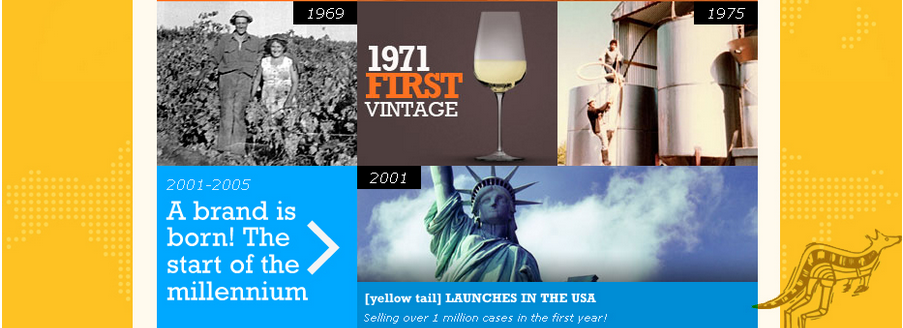 1969
1971
FIRST
VINTAGE
1975
2001-2005
A brand is
born! The
start of the
millennium
2001
[yellow tail] LAUNCHES IN THE USA
Selling over 1 million cases in the first year!